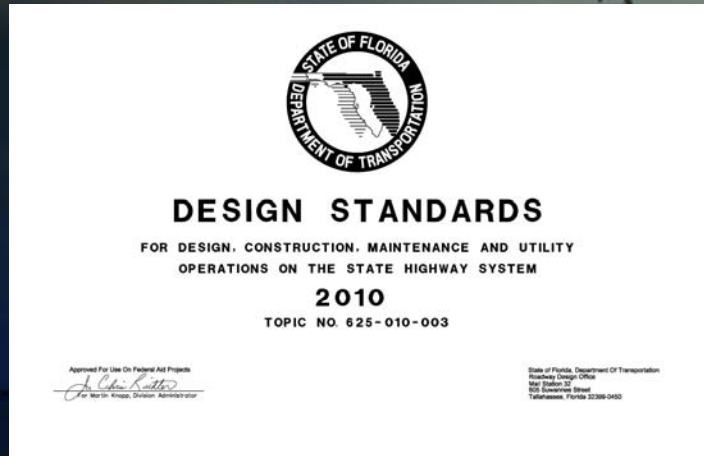 STATE OF FLORIDA
DEPARTMENT OF TRANSPORTATION
DESIGN STANDARDS
FOR DESIGN, CONSTRUCTION, MAINTENANCE AND UTILITY
OPERATIONS ON THE STATE HIGHWAY SYSTEM
2010
TOPIC NO. 625-010-003
Approved For Use On Federal Aid Projects
For Martin Knopp, Division Administrator
State of Florida, Department Of Transportation
Roadway Design Office
Mail Station 32
605 Suwannee Street
Tallahassee, Florida 32399-0450